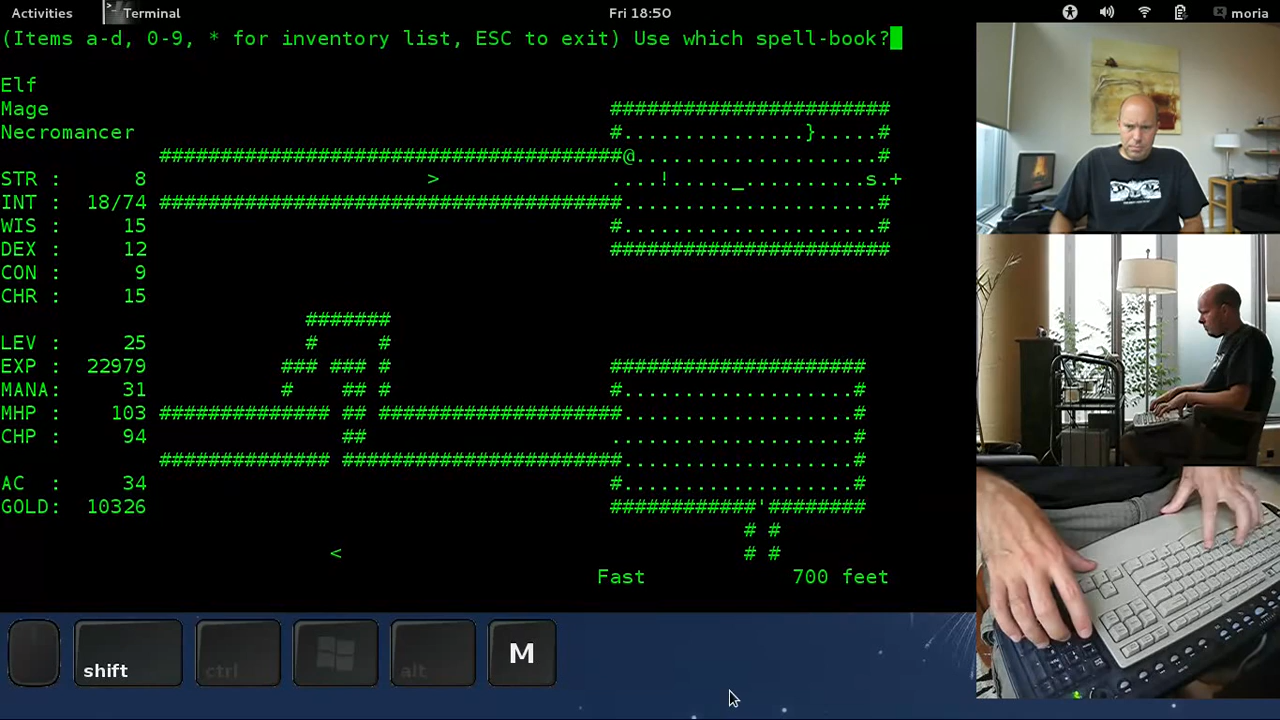 Activities Terminal Fri 18:50 moria
(Items a-d, 0-9, * for inventory list, ESC to exit) Use which spell-book?
Elf
Mage #######################
Necromancer #...............}.....#
######################################@....................#
STR : 8 > ....!....._..........s.+
INT : 18/74 ######################################.....................#
WIS : 15 #.....................#
DEX : 12 #######################
CON : 9
CHR : 15
#######
LEV : 25 # #
EXP : 22979 ### ### # #####################
MANA: 31 # ## # #...................#
MHP : 103 ############## ## ####################...................#
CHP : 94 ## ....................#
############## #######################...................#
AC : 34 #...................#
GOLD: 10326 ############'########
# #
< # #
Fast 700 feet
shift ctrl alt M